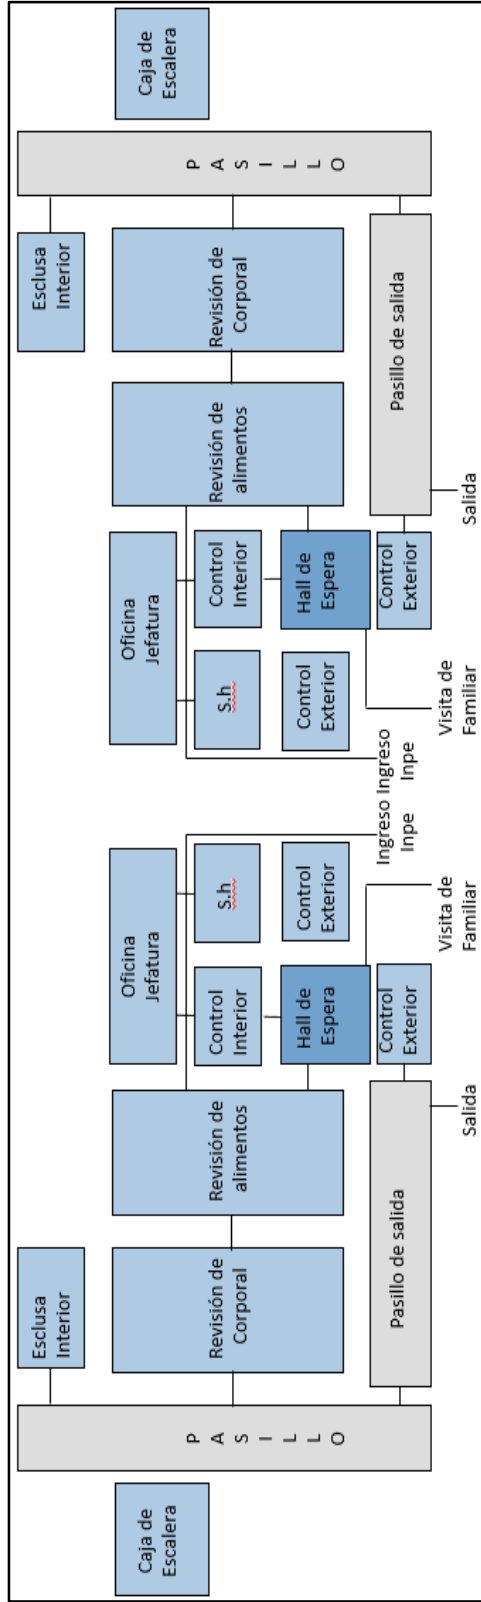 Caja de
Escalera
P
A
S
I
L
L
O
Esclusa
Interior
Revisión de
Corporal
Pasillo de salida
Revisión de
alimentos
Salida
Oficina
Jefatura
Control
Interior
Hall de
Espera
Control
Exterior
S.h
Control
Exterior
Visita de
Familiar
Ingreso
Inpe
Ingreso
Inpe
Oficina
Jefatura
S.h
Control
Exterior
Visita de
Familiar
Control
Interior
Hall de
Espera
Control
Exterior
Salida
Revisión de
alimentos
Pasillo de salida
Revisión de
Corporal
Esclusa
Interior
P
A
S
I
L
L
O
Caja de
Escalera